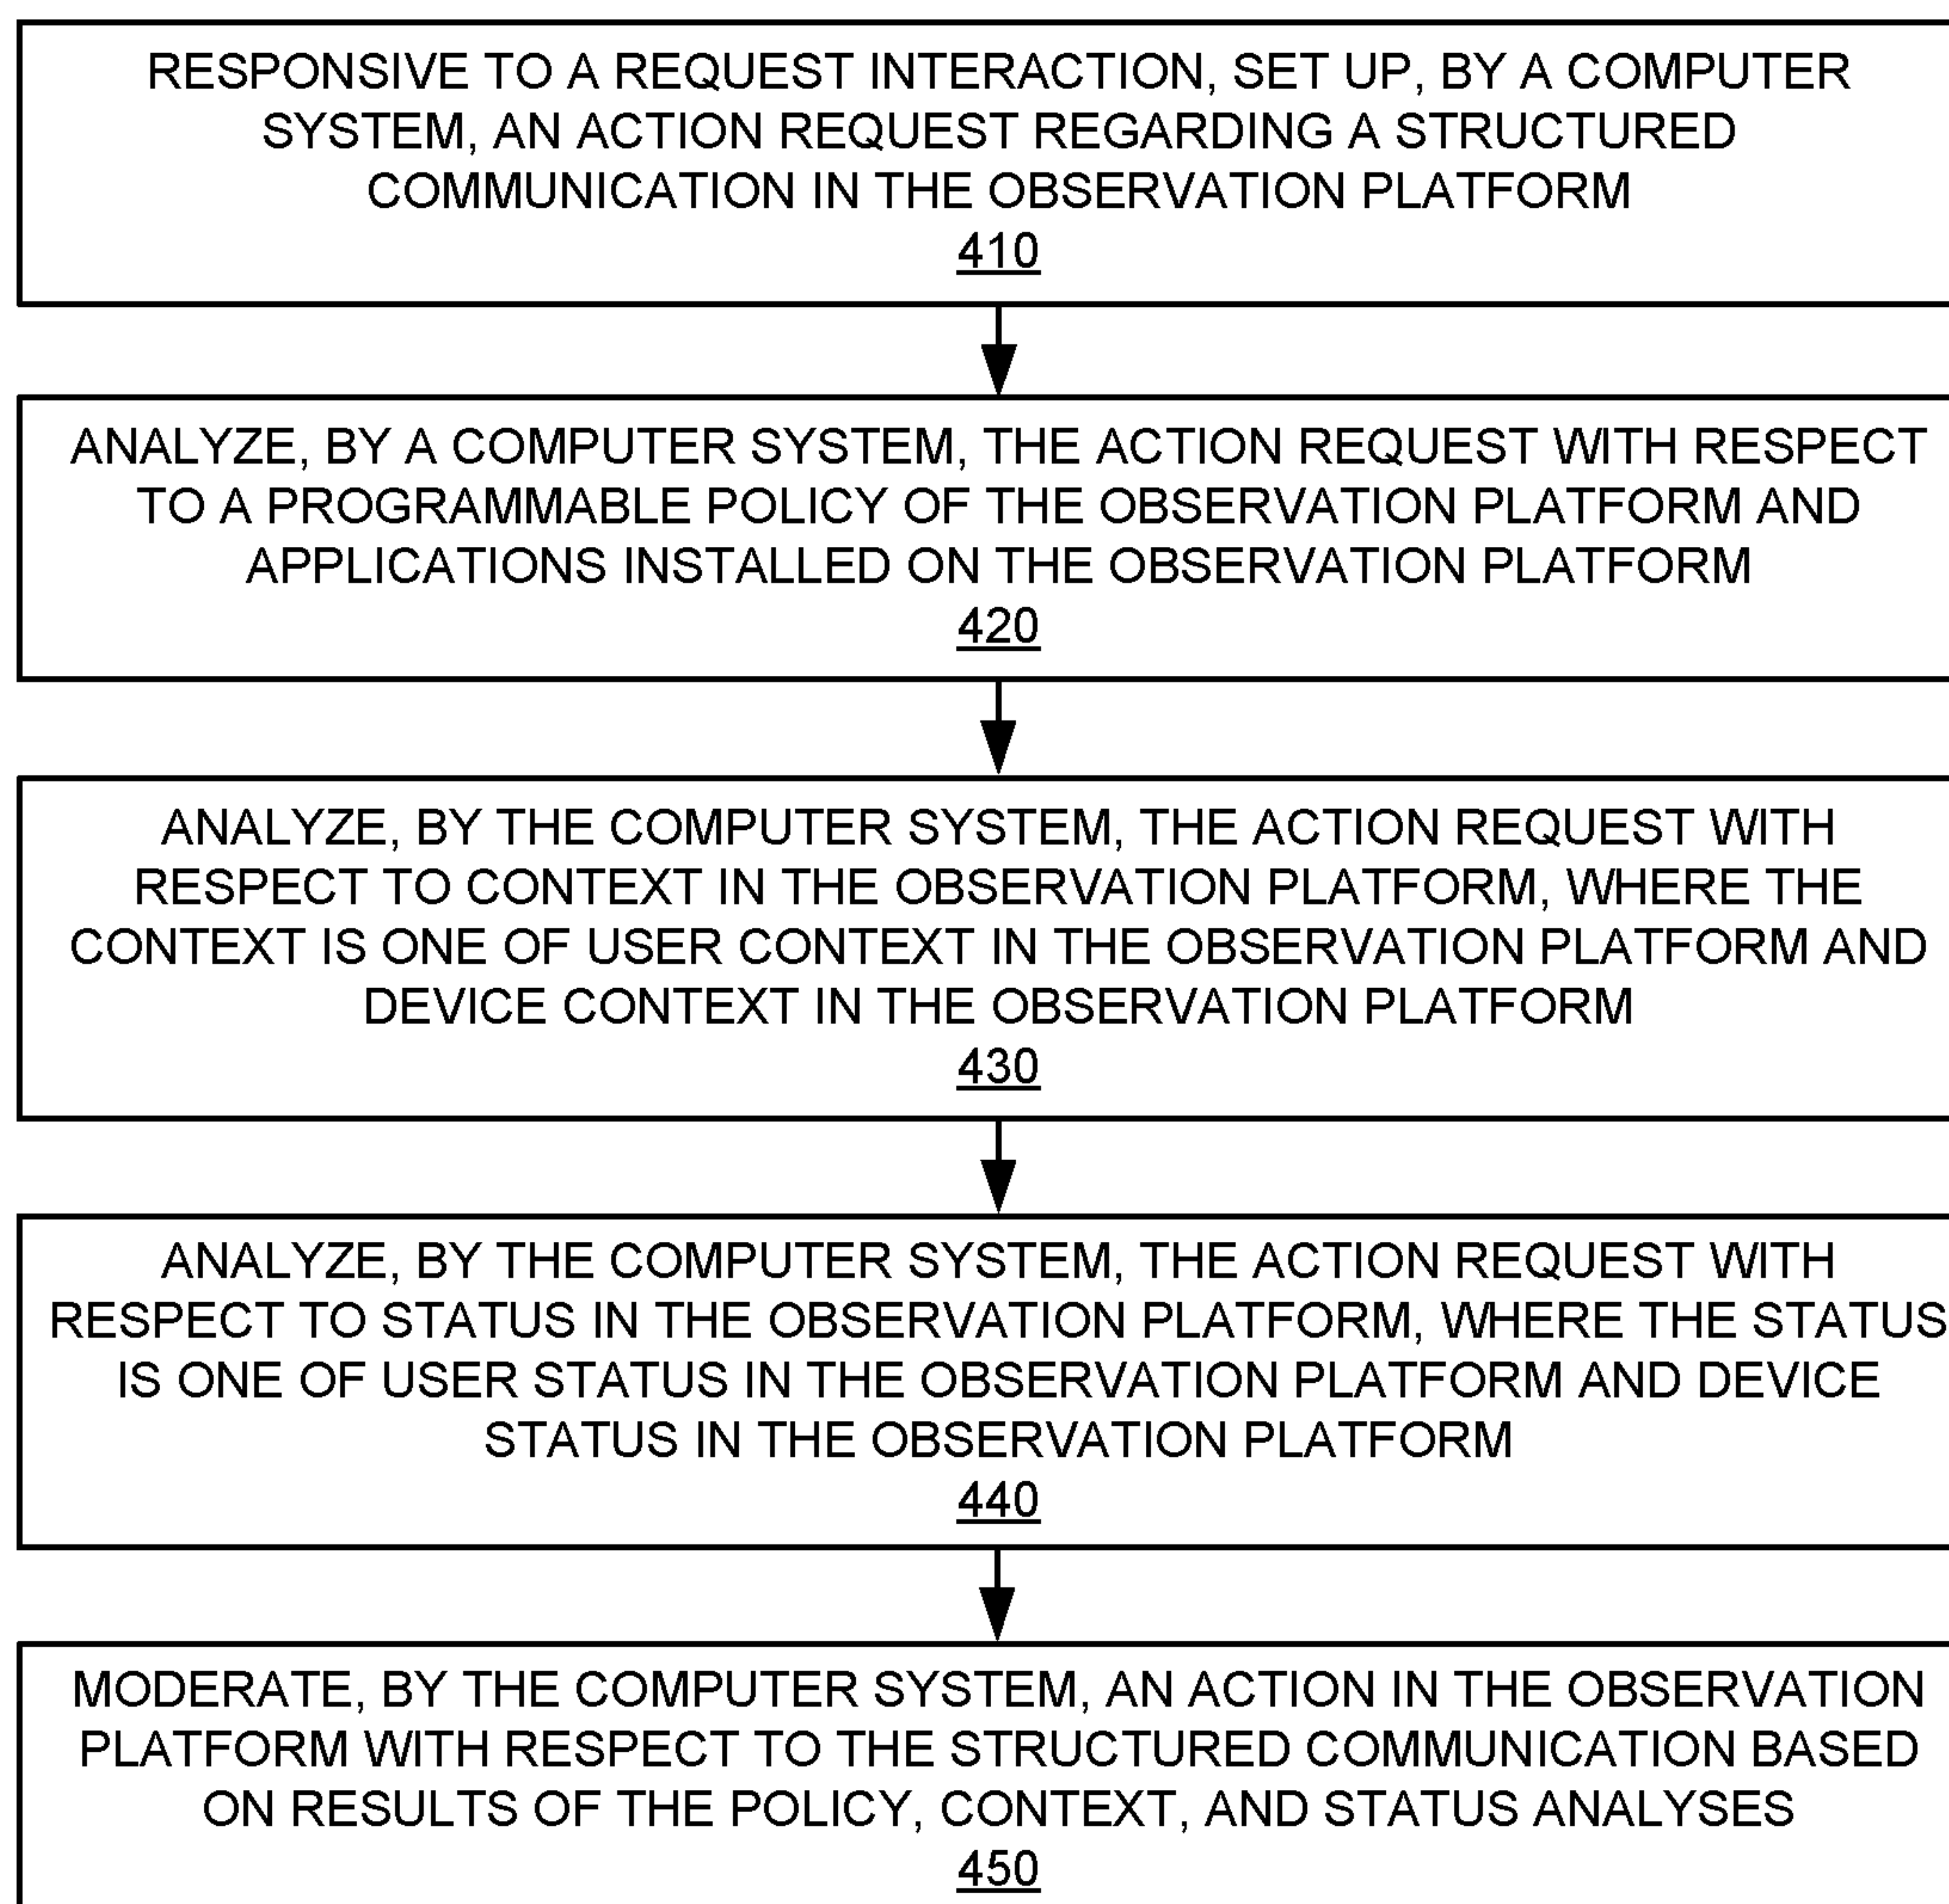 RESPONSIVE TO A REQUEST INTERACTION, SET UP, BY A COMPUTER
SYSTEM, AN ACTION REQUEST REGARDING A STRUCTURED
COMMUNICATION IN THE OBSERVATION PLATFORM
410
ANALYZE, BY A COMPUTER SYSTEM, THE ACTION REQUEST WITH RESPECT
TO A PROGRAMMABLE POLICY OF THE OBSERVATION PLATFORM AND
APPLICATIONS INSTALLED ON THE OBSERVATION PLATFORM
420
ANALYZE, BY THE COMPUTER SYSTEM, THE ACTION REQUEST WITH
RESPECT TO CONTEXT IN THE OBSERVATION PLATFORM, WHERE THE
CONTEXT IS ONE OF USER CONTEXT IN THE OBSERVATION PLATFORM AND
DEVICE CONTEXT IN THE OBSERVATION PLATFORM
430
ANALYZE, BY THE COMPUTER SYSTEM, THE ACTION REQUEST WITH
RESPECT TO STATUS IN THE OBSERVATION PLATFORM, WHERE THE STATUS
IS ONE OF USER STATUS IN THE OBSERVATION PLATFORM AND DEVICE
STATUS IN THE OBSERVATION PLATFORM
440
MODERATE, BY THE COMPUTER SYSTEM, AN ACTION IN THE OBSERVATION
PLATFORM WITH RESPECT TO THE STRUCTURED COMMUNICATION BASED
ON RESULTS OF THE POLICY, CONTEXT, AND STATUS ANALYSES
450